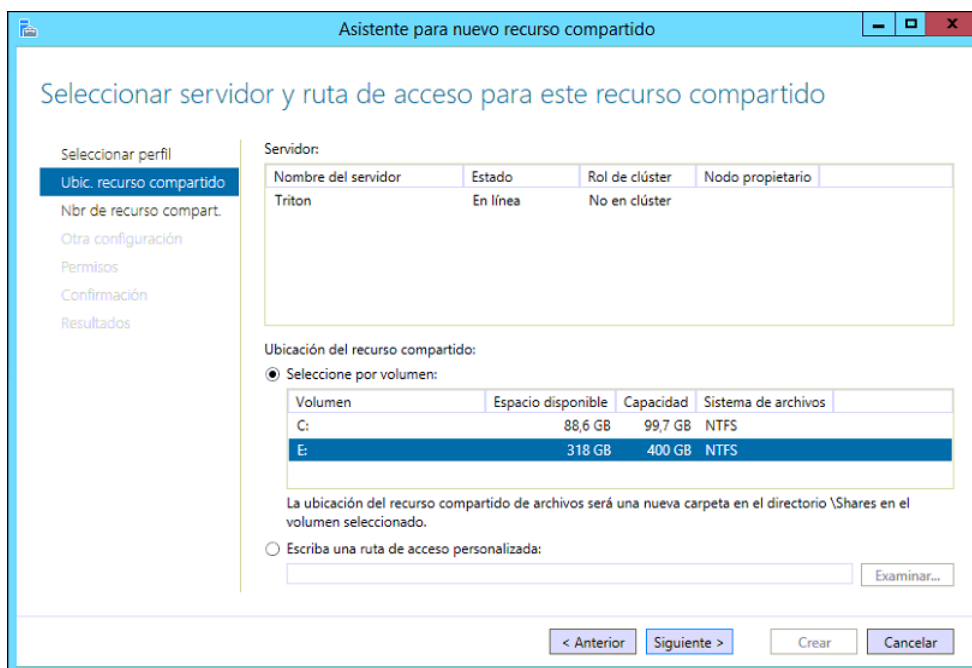 Asistente para nuevo recurso compartido
Seleccionar servidor y ruta de acceso para este recurso compartido
Seleccionar perfil
Ubic. recurso compartido
Nbr de recurso compart.
Otra configuración
Permisos
Confirmación
Resultados
Servidor:
Nombre del servidor Estado Rol de clúster Nodo propietario
Triton En línea No en clúster
Ubicación del recurso compartido:
Seleccione por volumen:
Volumen Espacio disponible Capacidad Sistema de archivos
C: 88,6 GB 99,7 GB NTFS
E: 318 GB 400 GB NTFS
La ubicación del recurso compartido de archivos será una nueva carpeta en el directorio \Shares en el
volumen seleccionado.
Escriba una ruta de acceso personalizada:
Examinar...
< Anterior Siguiente > Crear Cancelar